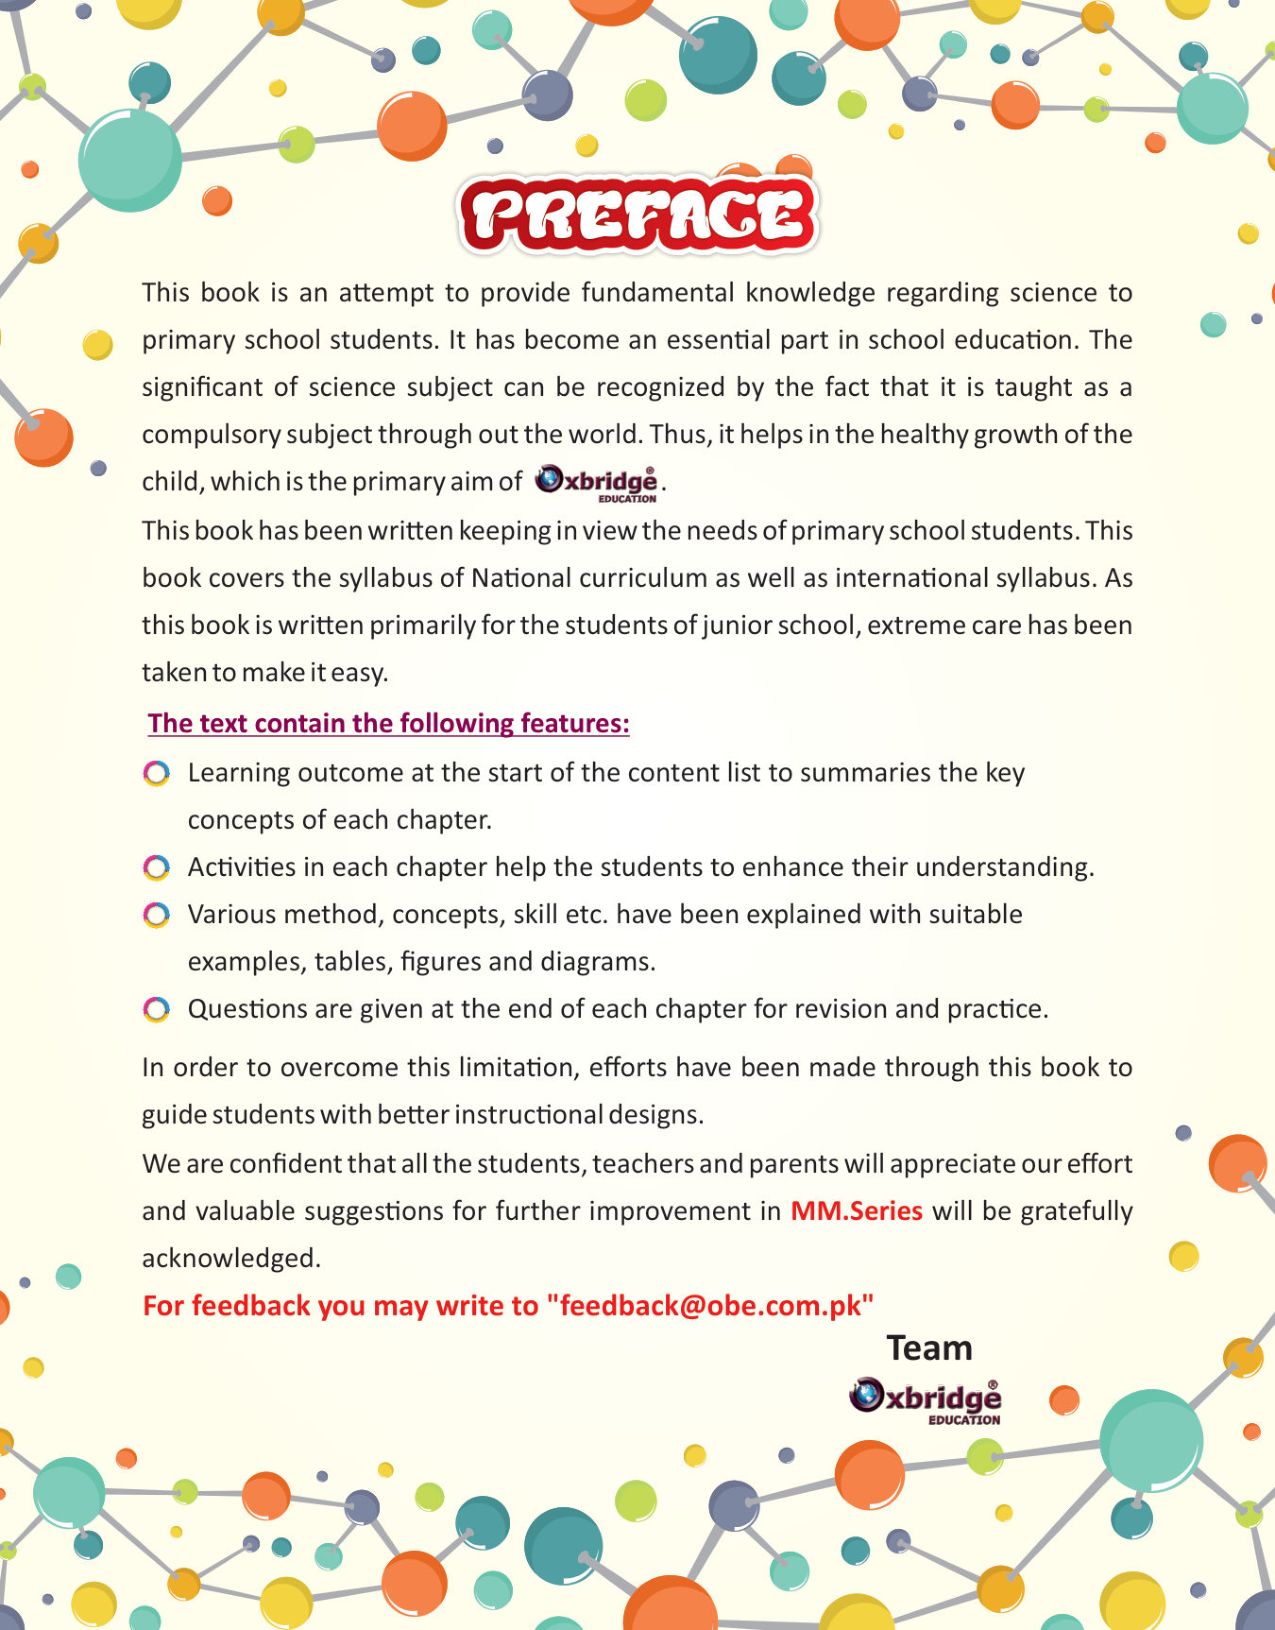 PREFACE
This book is an attempt to provide fundamental knowledge regarding science to
primary school students. It has become an essential part in school education. The
significant of science subject can be recognized by the fact that it is taught as a
compulsory subject through out the world. Thus, it helps in the healthy growth of the
child, which is the primary aim of Oxbridge® EDUCATION.
This book has been written keeping in view the needs of primary school students. This
book covers the syllabus of National curriculum as well as international syllabus. As
this book is written primarily for the students of junior school, extreme care has been
taken to make it easy.
The text contain the following features:
Learning outcome at the start of the content list to summaries the key
concepts of each chapter.
Activities in each chapter help the students to enhance their understanding.
Various method, concepts, skill etc. have been explained with suitable
examples, tables, figures and diagrams.
Questions are given at the end of each chapter for revision and practice.
In order to overcome this limitation, efforts have been made through this book to
guide students with better instructional designs.
We are confident that all the students, teachers and parents will appreciate our effort
and valuable suggestions for further improvement in MM.Series will be gratefully
acknowledged.
For feedback you may write to "feedback@obe.com.pk"
Team
Oxbridge®
EDUCATION